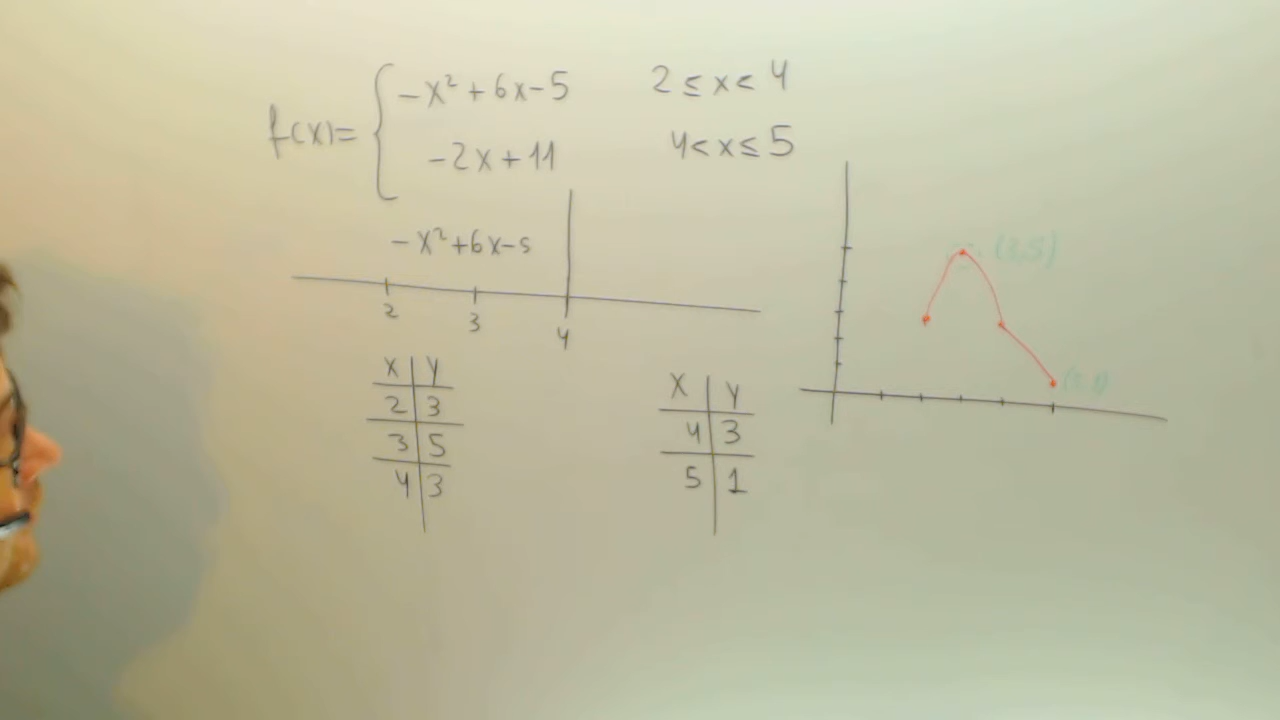 f(x)= { -x² + 6x - 5 2 ≤ x < 4
-2x + 11 4 < x ≤ 5
-x² + 6x - 5
2 3 4
x y
2 3
3 5
4 3
x y
4 3
5 1
(3,5)